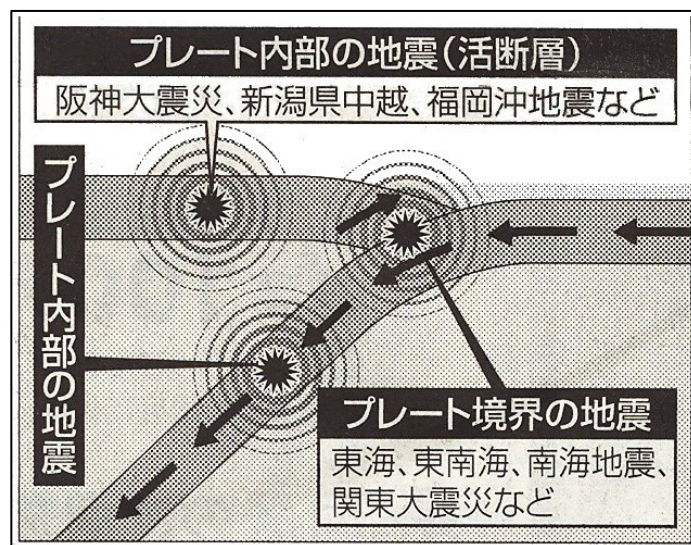 プレート内部の地震(活断層)
阪神大震災、新潟県中越、福岡沖地震など
プレート内部の地震
プレート境界の地震
東海、東南海、南海地震、
関東大震災など